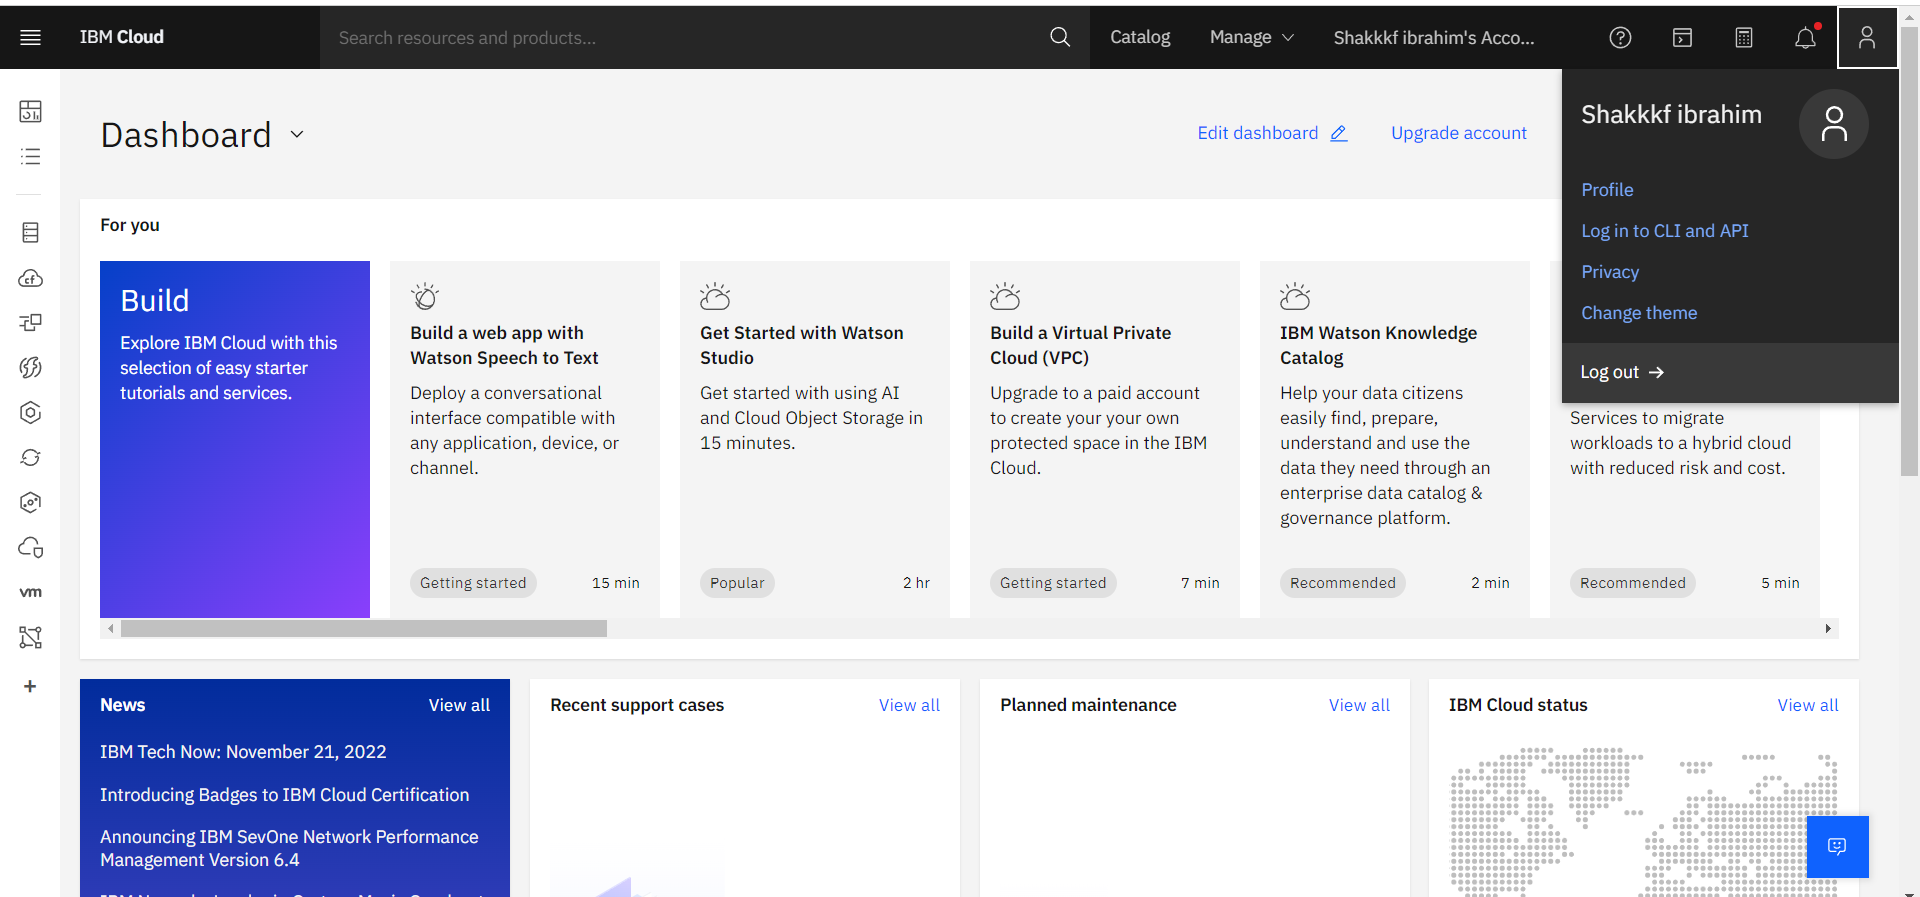 IBM Cloud
Search resources and products...
Catalog
Manage
Shakkkf ibrahim's Acco...
Shakkkf ibrahim
Profile
Log in to CLI and API
Privacy
Change theme
Log out
Dashboard
Edit dashboard
Upgrade account
For you
Build
Explore IBM Cloud with this
selection of easy starter
tutorials and services.
Build a web app with
Watson Speech to Text
Deploy a conversational
interface compatible with
any application, device, or
channel.
Getting started
15 min
Get Started with Watson
Studio
Get started with using AI
and Cloud Object Storage in
15 minutes.
Popular
2 hr
Build a Virtual Private
Cloud (VPC)
Upgrade to a paid account
to create your your own
protected space in the IBM
Cloud.
Getting started
7 min
IBM Watson Knowledge
Catalog
Help your data citizens
easily find, prepare,
understand and use the
data they need through an
enterprise data catalog &
governance platform.
Recommended
2 min
Services to migrate
workloads to a hybrid cloud
with reduced risk and cost.
Recommended
5 min
cf
vm
News
View all
IBM Tech Now: November 21, 2022
Introducing Badges to IBM Cloud Certification
Announcing IBM SevOne Network Performance
Management Version 6.4
Recent support cases
View all
Planned maintenance
View all
IBM Cloud status
View all